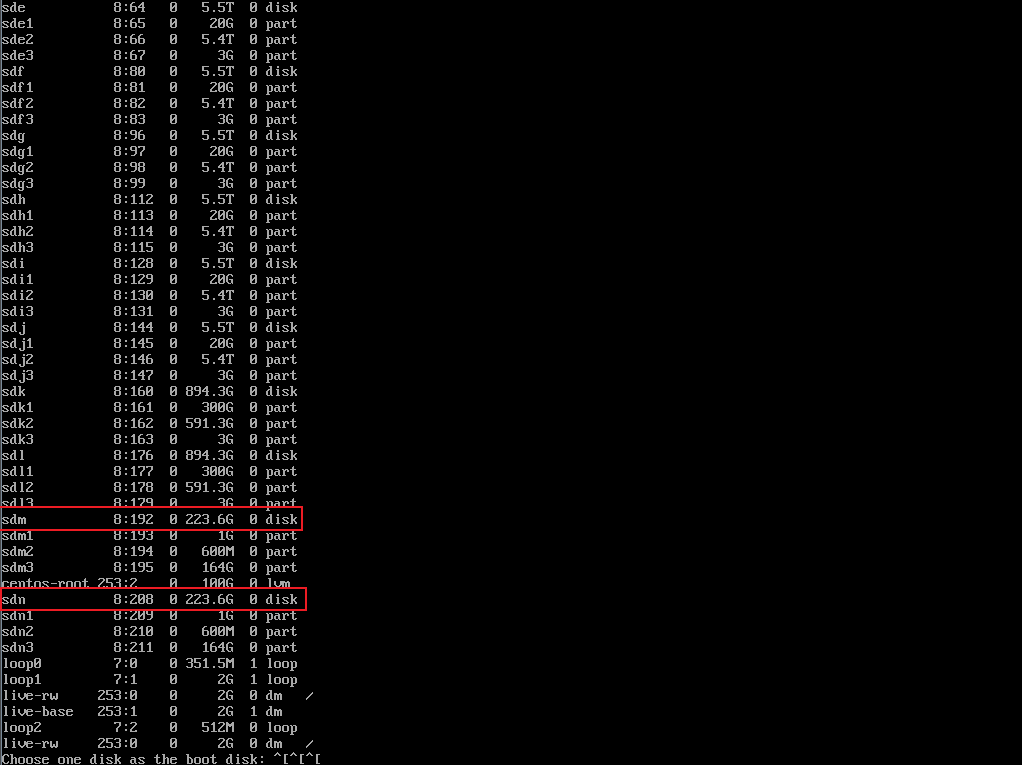 sde 8:64 0 5.5T 0 disk
sde1 8:65 0 20G 0 part
sde2 8:66 0 5.4T 0 part
sde3 8:67 0 3G 0 part
sdf 8:80 0 5.5T 0 disk
sdf1 8:81 0 20G 0 part
sdf2 8:82 0 5.4T 0 part
sdf3 8:83 0 3G 0 part
sdg 8:96 0 5.5T 0 disk
sdg1 8:97 0 20G 0 part
sdg2 8:98 0 5.4T 0 part
sdg3 8:99 0 3G 0 part
sdh 8:112 0 5.5T 0 disk
sdh1 8:113 0 20G 0 part
sdh2 8:114 0 5.4T 0 part
sdh3 8:115 0 3G 0 part
sdi 8:128 0 5.5T 0 disk
sdi1 8:129 0 20G 0 part
sdi2 8:130 0 5.4T 0 part
sdi3 8:131 0 3G 0 part
sdj 8:144 0 5.5T 0 disk
sdj1 8:145 0 20G 0 part
sdj2 8:146 0 5.4T 0 part
sdj3 8:147 0 3G 0 part
sdk 8:160 0 894.3G 0 disk
sdk1 8:161 0 300G 0 part
sdk2 8:162 0 591.3G 0 part
sdk3 8:163 0 3G 0 part
sdl 8:176 0 894.3G 0 disk
sdl1 8:177 0 300G 0 part
sdl2 8:178 0 591.3G 0 part
sdl3 8:179 0 3G 0 part
sdm 8:192 0 223.6G 0 disk
sdm1 8:193 0 1G 0 part
sdm2 8:194 0 600M 0 part
sdm3 8:195 0 164G 0 part
centos-root 253:2 0 100G 0 lvm
sdn 8:208 0 223.6G 0 disk
sdn1 8:209 0 1G 0 part
sdn2 8:210 0 600M 0 part
sdn3 8:211 0 164G 0 part
loop0 7:0 0 351.5M 1 loop
loop1 7:1 0 2G 1 loop
live-rw 253:0 0 2G 0 dm /
live-base 253:1 0 2G 1 dm
loop2 7:2 0 512M 0 loop
live-rw 253:0 0 2G 0 dm /
Choose one disk as the boot disk: ^[^[^[